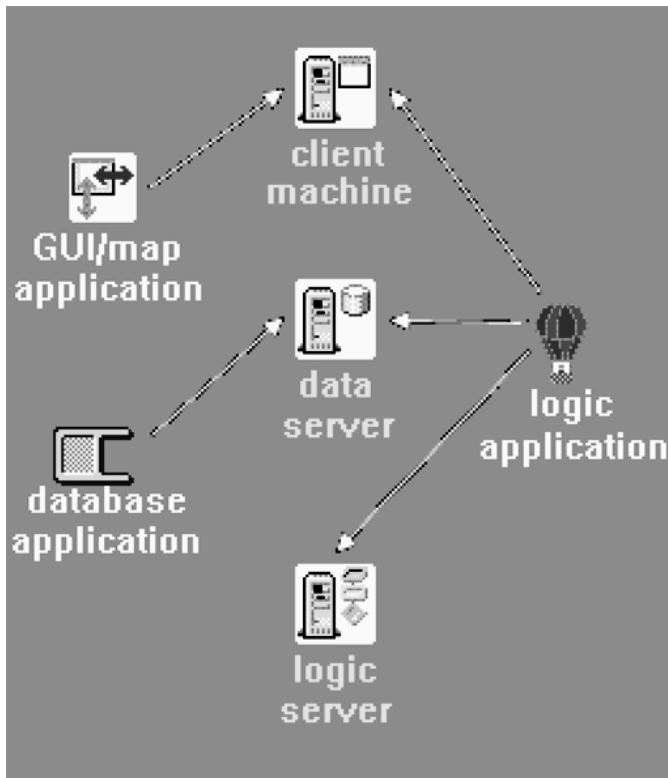 client
machine
GUI/map
application
data
server
logic
application
database
application
logic
server